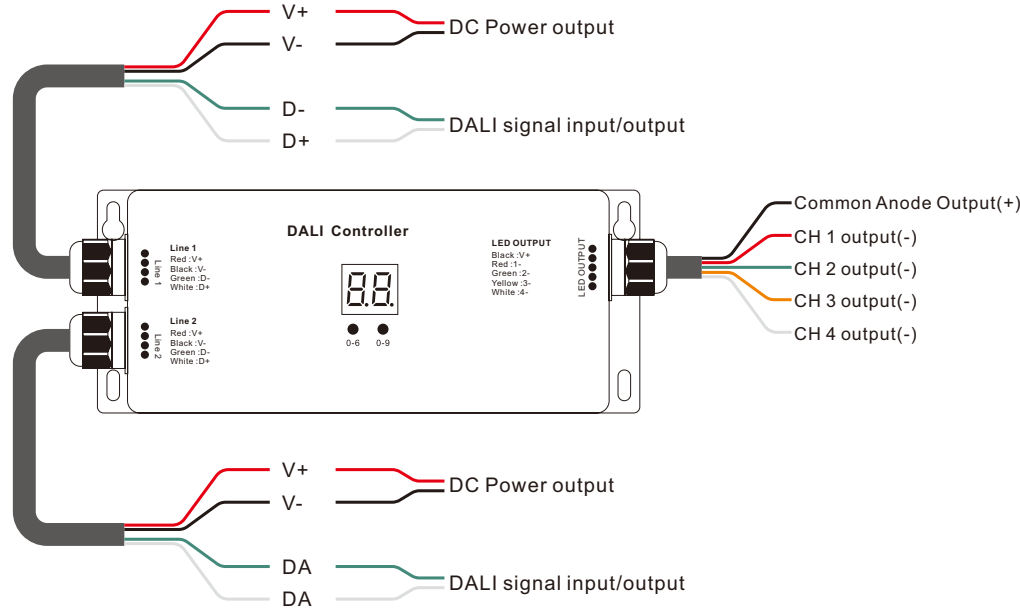 V+
V-
DC Power output
D-
D+
DALI signal input/output
DALI Controller
Line 1
Red :V+
Black :V-
Green :D-
White :D+
Line 1
Line 2
Red :V+
Black :V-
Green :D-
White :D+
Line 2
88.
0-6
0-9
LED OUTPUT
Black :V+
Red :1-
Green :2-
Yellow :3-
White :4-
LED OUTPUT
Common Anode Output(+)
CH 1 output(-)
CH 2 output(-)
CH 3 output(-)
CH 4 output(-)
V+
V-
DC Power output
DA
DA
DALI signal input/output